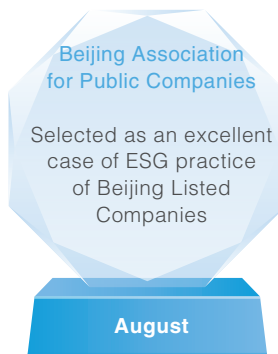 Beijing Association
for Public Companies
Selected as an excellent
case of ESG practice
of Beijing Listed
Companies
August